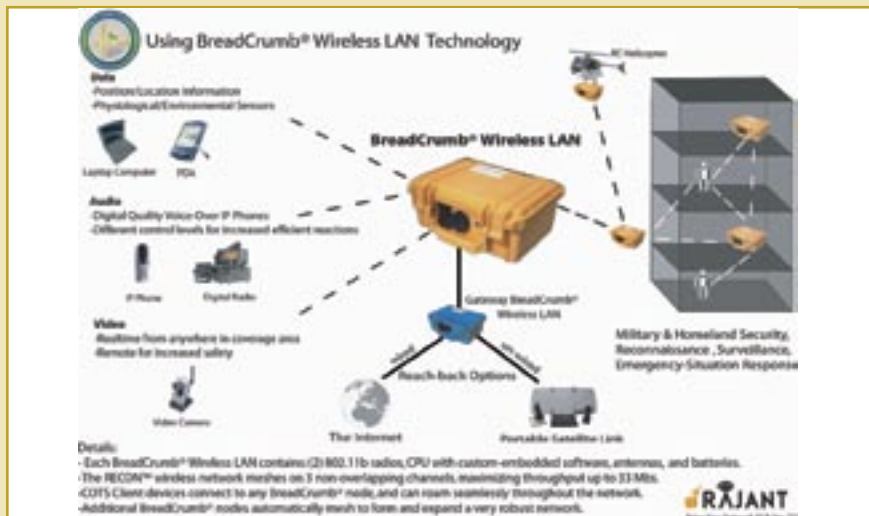 Using BreadCrumb® Wireless LAN Technology
Data
-Position/Location Information
-Physiological/Environmental Sensors
Laptop Computer
PDA
Audio
-Digital Quality Voice Over IP Phones
-Different control levels for increased efficient reactions
IP Phone
Digital Radio
Video
-Realtime from anywhere in coverage area
-Remote for increased safety
Video Camera
BreadCrumb® Wireless LAN
RC Helicopter
Gateway BreadCrumb®
Wireless LAN
wired
Reach-back Options
The Internet
Portable Satellite Link
Military & Homeland Security,
Reconnaissance, Surveillance,
Emergency-Situation Response
Details:
- Each BreadCrumb® Wireless LAN contains: (2) 802.11b radios, CPU with custom-embedded software, antennas, and batteries.
-The RECON™ wireless network meshes on 3 non-overlapping channels, maximizing throughput up to 33 Mbs.
-COTS Client devices connect to any BreadCrumb® node, and can roam seamlessly throughout the network.
-Additional BreadCrumb® nodes automatically mesh to form and expand a very robust network.
RAJANT